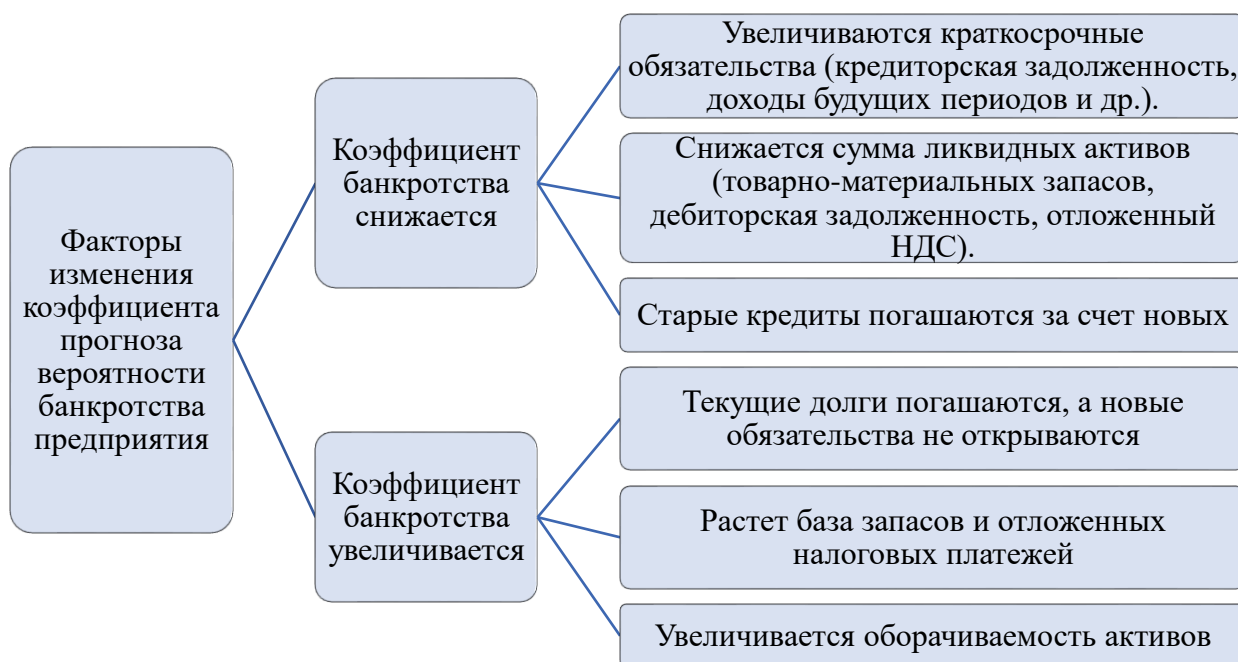 Факторы
изменения
коэффициента
прогноза
вероятности
банкротства
предприятия
Коэффициент
банкротства
снижается
Увеличиваются краткосрочные
обязательства (кредиторская задолженность,
доходы будущих периодов и др.).
Снижается сумма ликвидных активов
(товарно-материальных запасов,
дебиторская задолженность, отложенный
НДС).
Старые кредиты погашаются за счет новых
Коэффициент
банкротства
увеличивается
Текущие долги погашаются, а новые
обязательства не открываются
Растет база запасов и отложенных
налоговых платежей
Увеличивается оборачиваемость активов